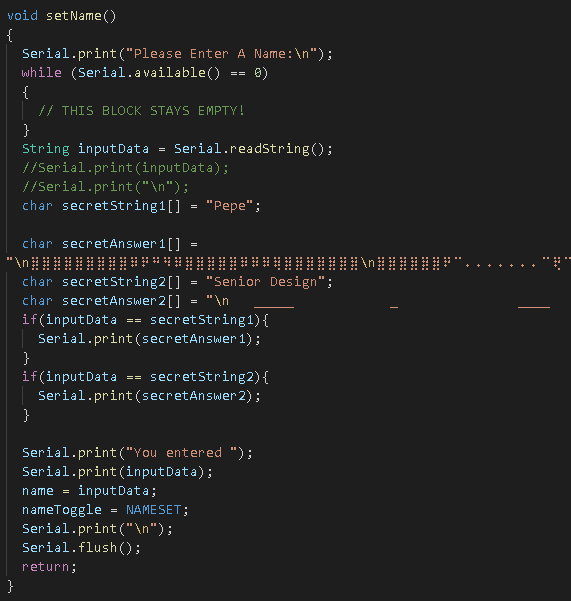 void setName()
{
  Serial.print("Please Enter A Name:\n");
  while (Serial.available() == 0)
  {
    // THIS BLOCK STAYS EMPTY!
  }
  String inputData = Serial.readString();
  //Serial.print(inputData);
  //Serial.print("\n");
  char secretString1[] = "Pepe";
  char secretAnswer1[] =
"\n
  char secretString2[] = "Senior Design";
  char secretAnswer2[] = "\n   _____            _               ____
  if(inputData == secretString1){
    Serial.print(secretAnswer1);
  }
  if(inputData == secretString2){
    Serial.print(secretAnswer2);
  }
  Serial.print("You entered ");
  Serial.print(inputData);
  name = inputData;
  nameToggle = NAMESET;
  Serial.print("\n");
  Serial.flush();
  return;
}